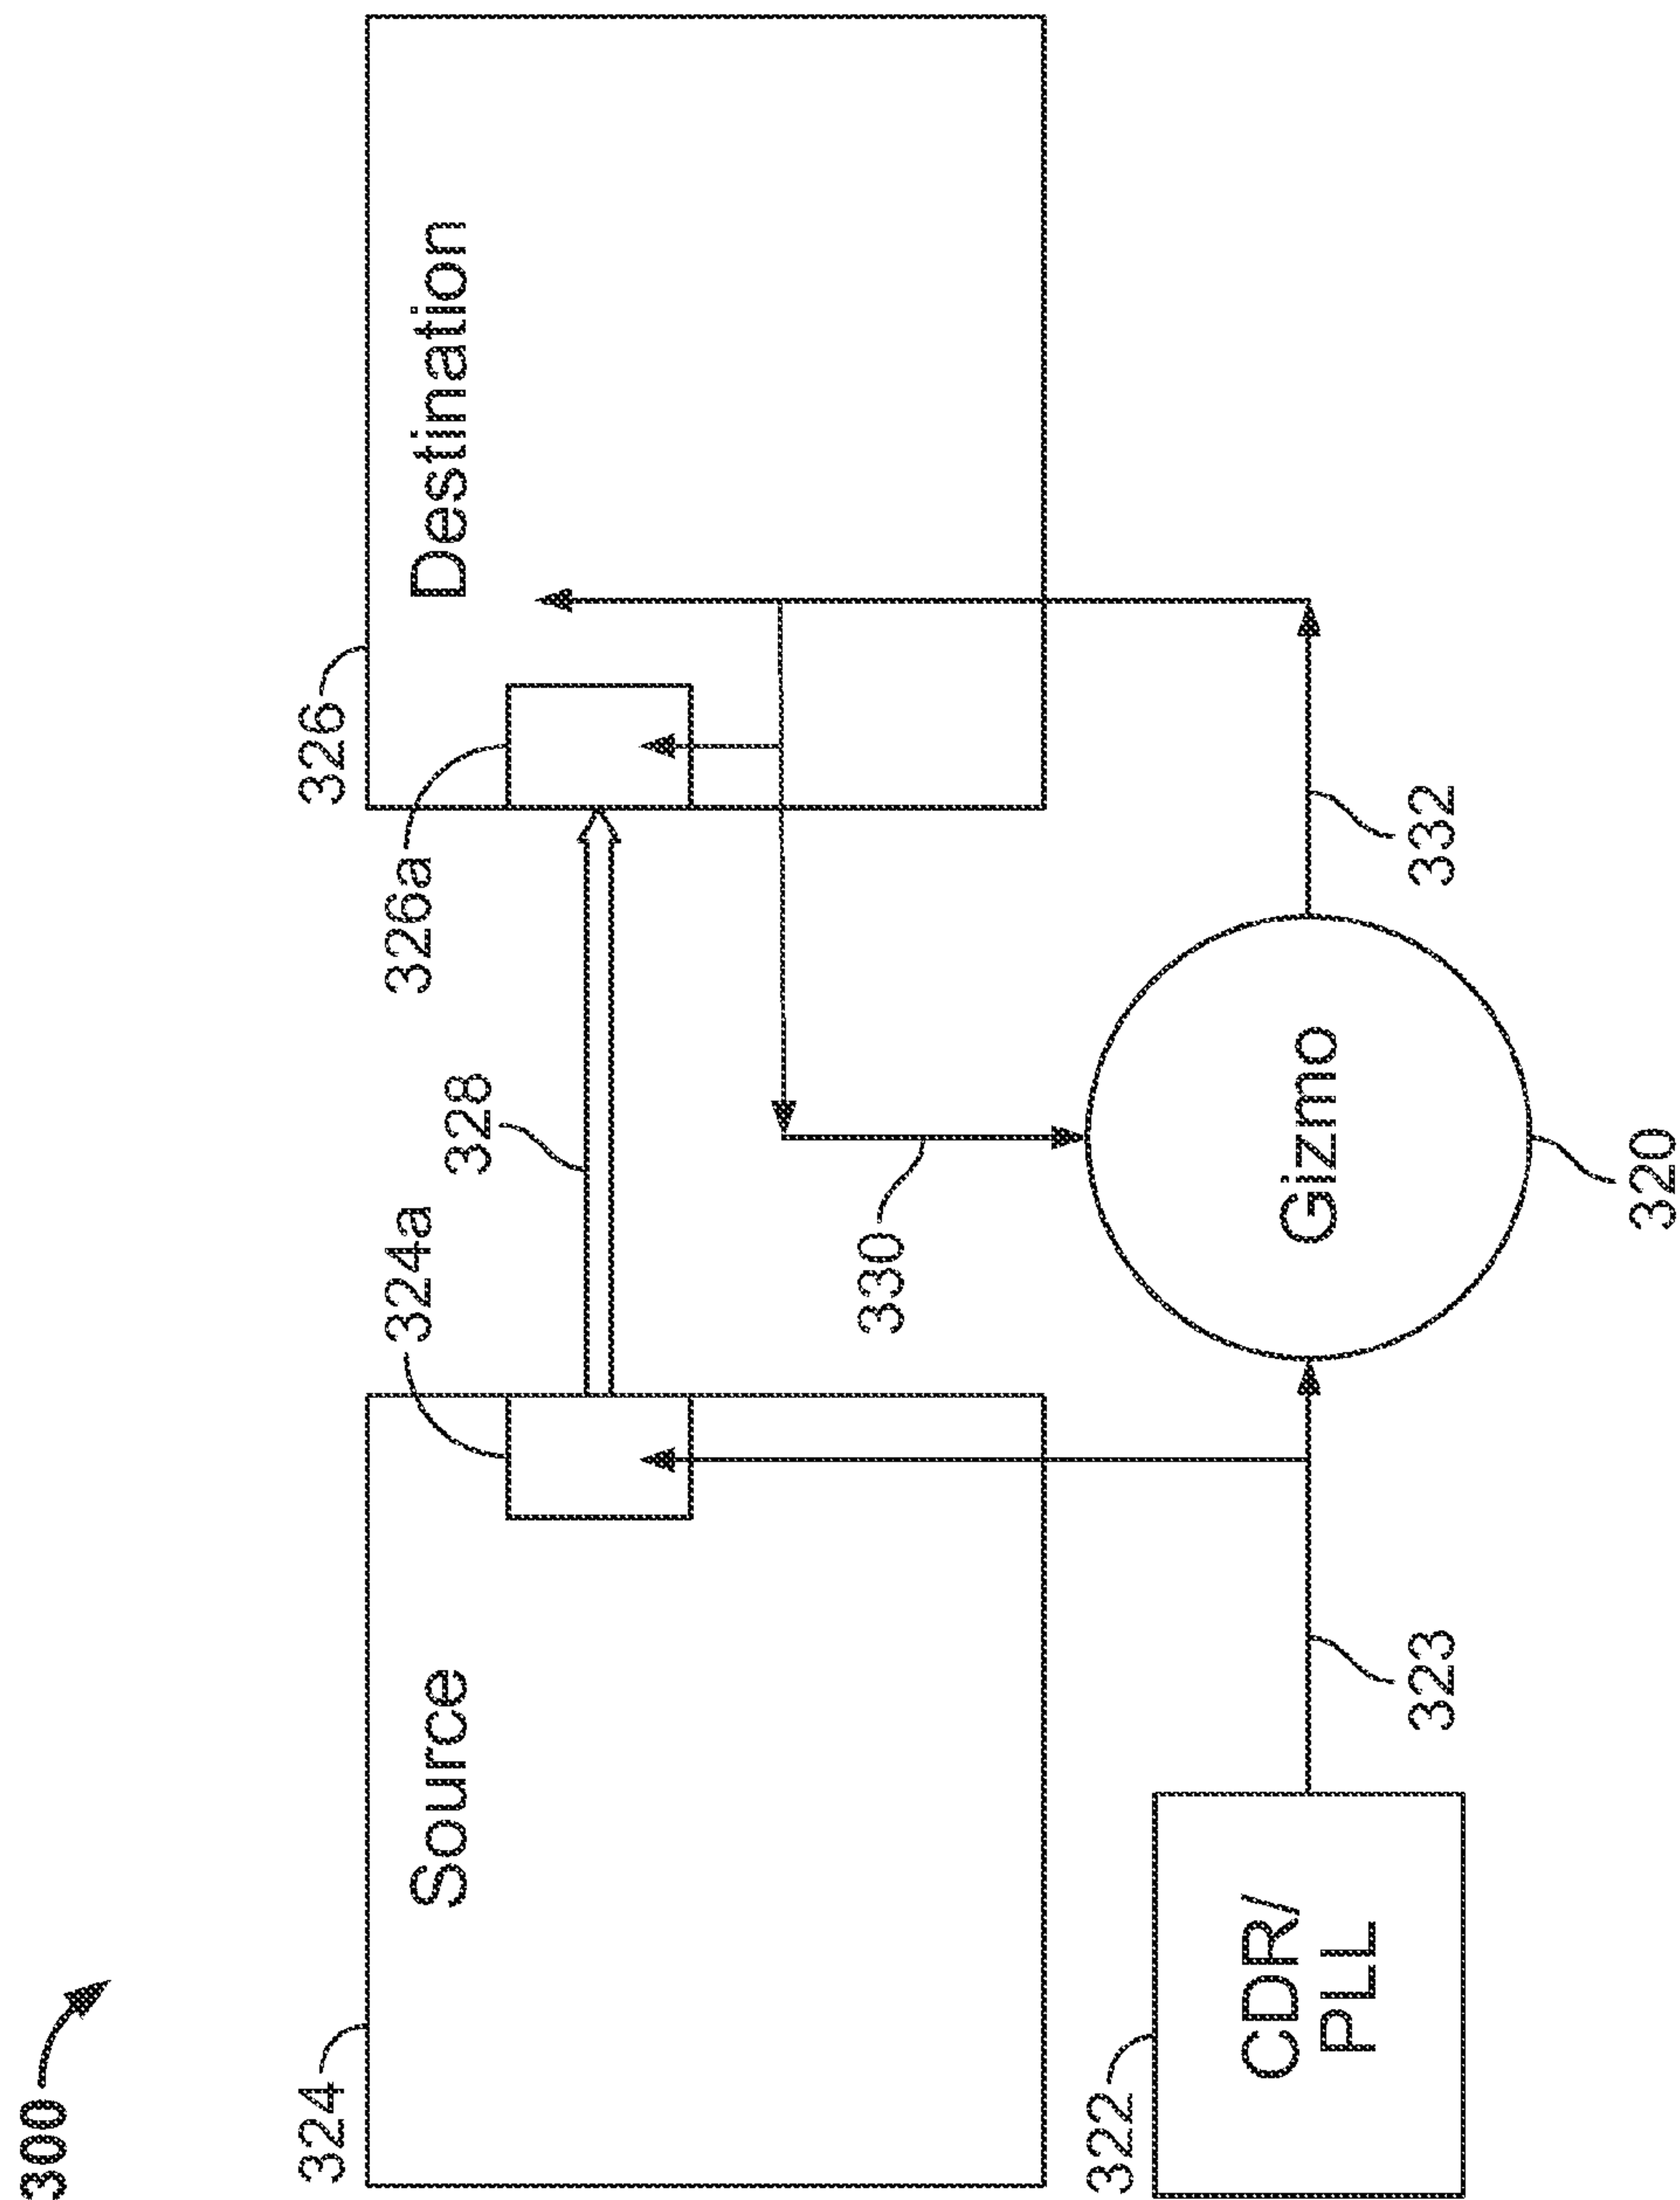 300
324
Source
324a
328
326a
326
Destination
330
322
CDR/
PLL
323
Gizmo
320
332